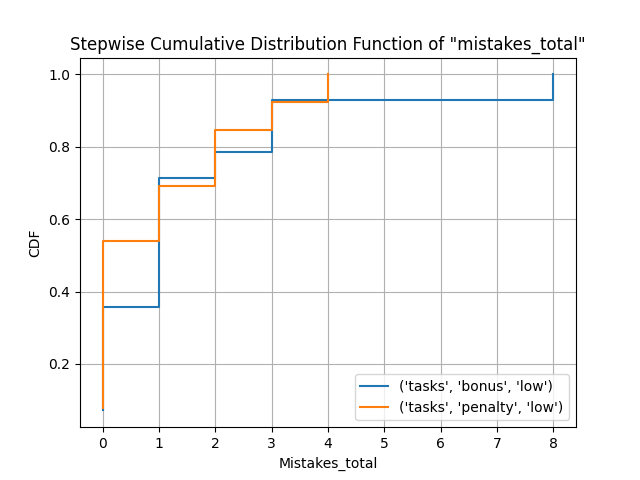 Stepwise Cumulative Distribution Function of "mistakes_total"
1.0
0.8
0.6
0.4
0.2
CDF
0 1 2 3 4 5 6 7 8
Mistakes_total
('tasks', 'bonus', 'low')
('tasks', 'penalty', 'low')